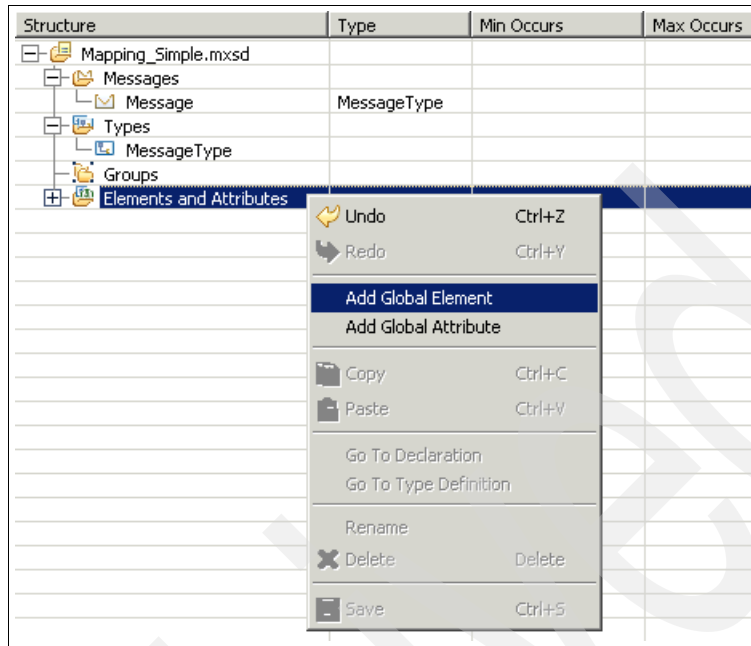 Structure Type Min Occurs Max Occurs
Mapping_Simple.mxsd
Messages
Message MessageType
Types
MessageType
Groups
Elements and Attributes
Undo Ctrl+Z
Redo Ctrl+Y
Add Global Element
Add Global Attribute
Copy Ctrl+C
Paste Ctrl+V
Go To Declaration
Go To Type Definition
Rename
Delete Delete
Save Ctrl+S